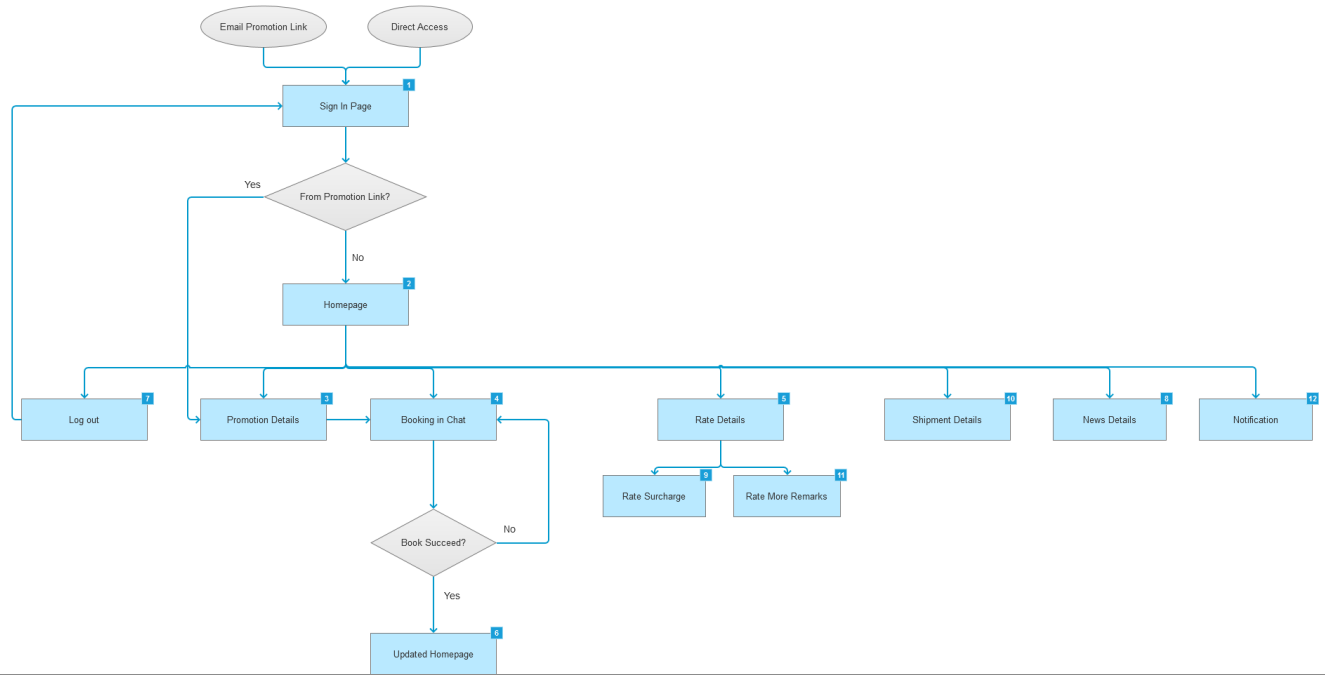 Email Promotion Link
Direct Access
1
Sign In Page
Yes
From Promotion Link?
No
2
Homepage
7
3
4
5
10
8
12
Log out
Promotion Details
Booking in Chat
Rate Details
Shipment Details
News Details
Notification
9
11
Rate Surcharge
Rate More Remarks
No
Book Succeed?
Yes
6
Updated Homepage